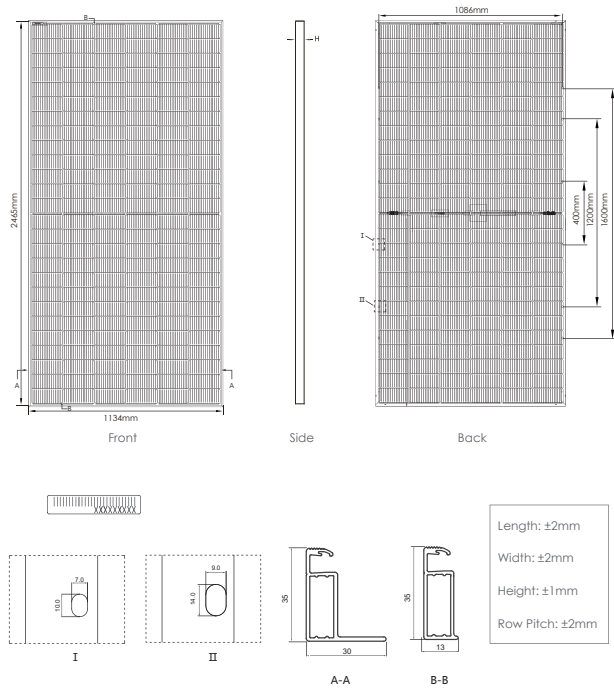 B
H
1086mm
2465mm
400mm
1200mm
1600mm
I
II
A
A
B
1134mm
Front
Side
Back
7.0
10.0
I
9.0
14.0
II
35
30
A-A
35
13
B-B
Length: ±2mm
Width: ±2mm
Height: ±1mm
Row Pitch: ±2mm